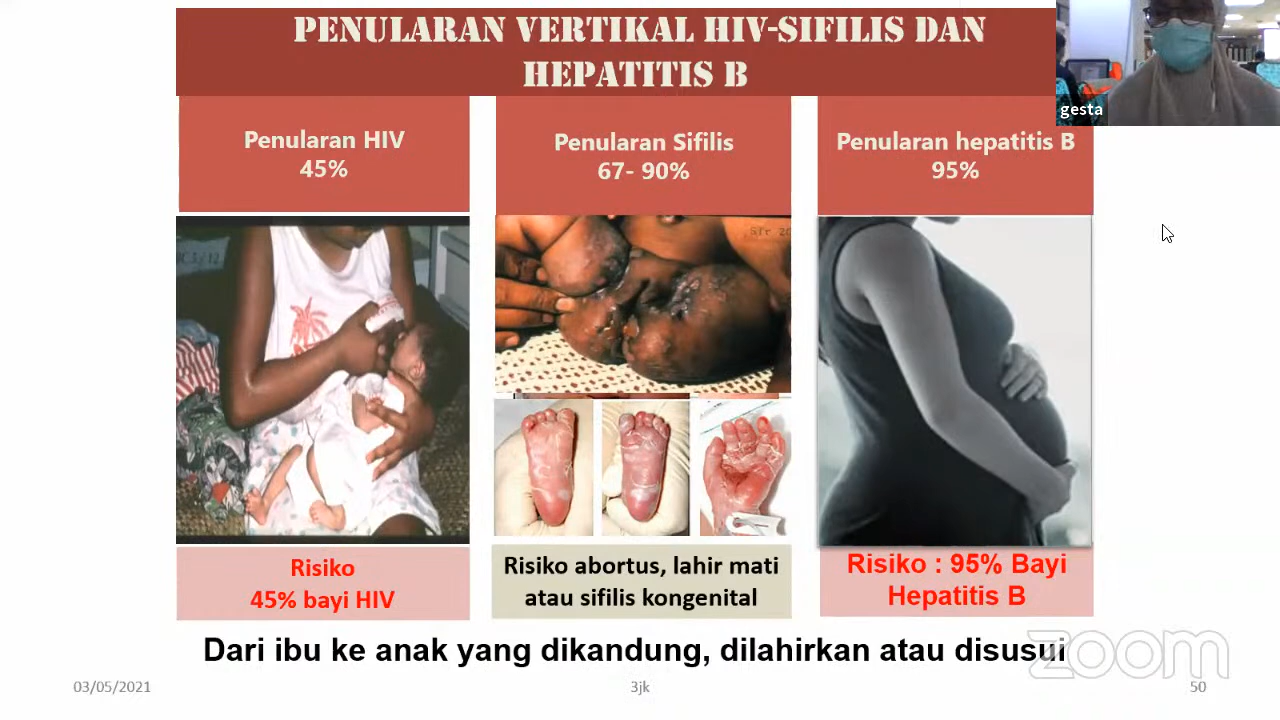 PENULARAN VERTIKAL HIV-SIFILIS DAN
HEPATITIS B
gesta
Penularan HIV
45%
Penularan Sifilis
67- 90%
Penularan hepatitis B
95%
Risiko
45% bayi HIV
Risiko abortus, lahir mati
atau sifilis kongenital
Risiko : 95% Bayi
Hepatitis B
Dari ibu ke anak yang dikandung, dilahirkan atau disusui
zoom
03/05/2021
3jk
50